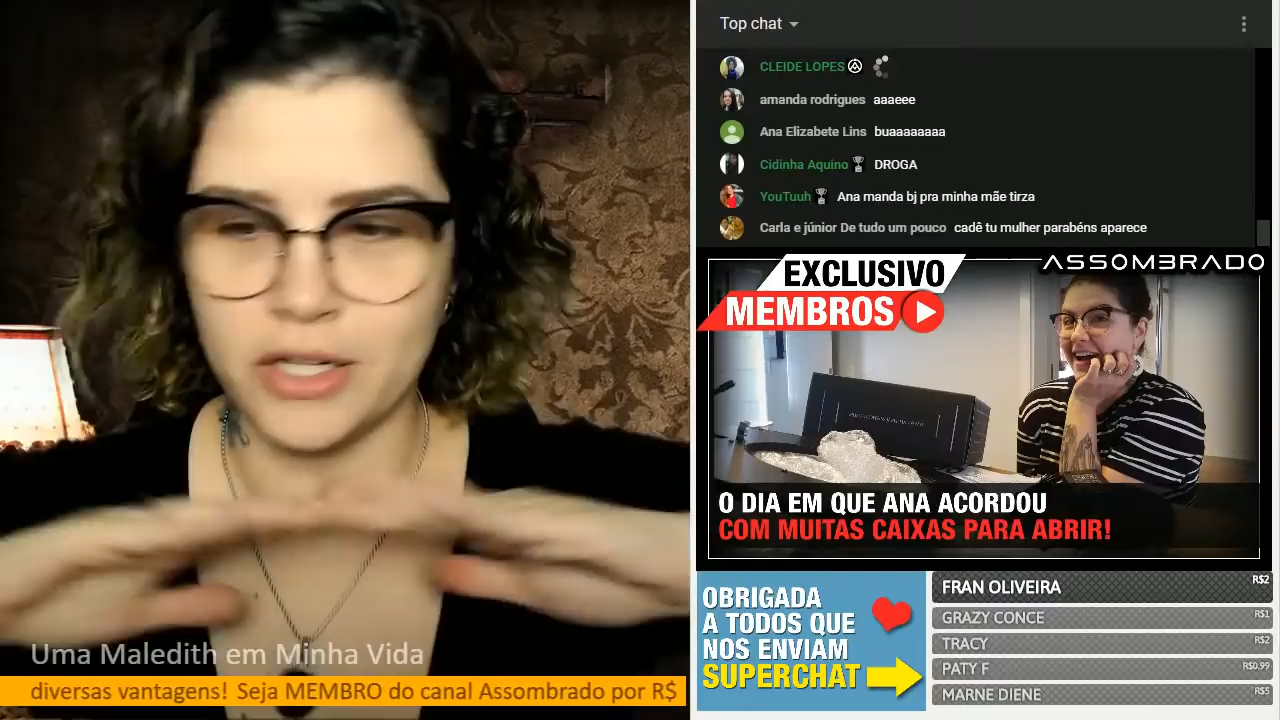 Top chat
CLEIDE LOPES
amanda rodrigues aaaeee
Ana Elizabete Lins buaaaaaaaa
Cidinha Aquino DROGA
YouTuuh Ana manda bj pra minha mãe tirza
Carla e júnior De tudo um pouco cadê tu mulher parabéns aparece
ASSOMBRADO
EXCLUSIVO
MEMBROS
O DIA EM QUE ANA ACORDOU
COM MUITAS CAIXAS PARA ABRIR!
OBRIGADA
A TODOS QUE
NOS ENVIAM
SUPERCHAT
FRAN OLIVEIRA R$2
GRAZY CONCE R$1
TRACY R$2
PATY F R$0.99
MARNE DIENE R$5
Uma Maledith em Minha Vida
diversas vantagens! Seja MEMBRO do canal Assombrado por R$